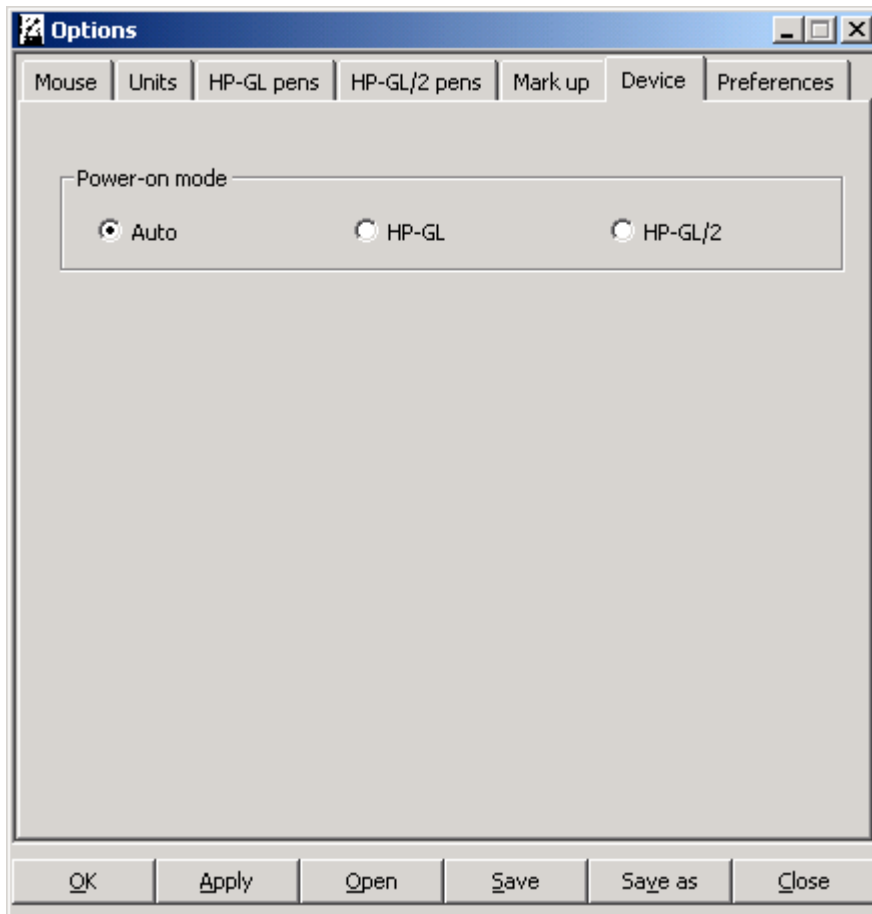 Options
Mouse Units HP-GL pens HP-GL/2 pens Mark up Device Preferences
Power-on mode
Auto HP-GL HP-GL/2
OK Apply Open Save Save as Close